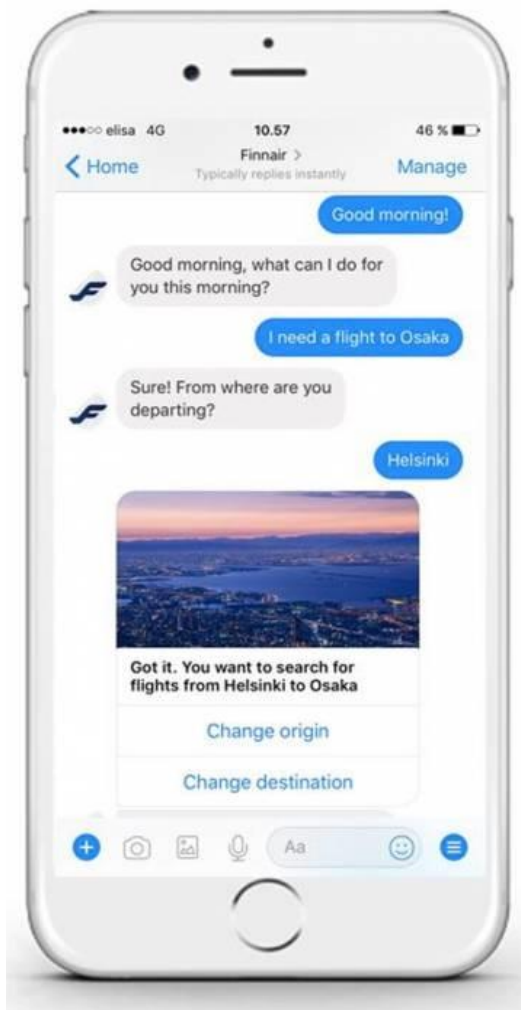 elisa 4G 10.57 46 %
Home Finnair Manage
Typically replies instantly
Good morning!
Good morning, what can I do for
you this morning?
I need a flight to Osaka
Sure! From where are you
departing?
Helsinki
Got it. You want to search for
flights from Helsinki to Osaka
Change origin
Change destination
Aa